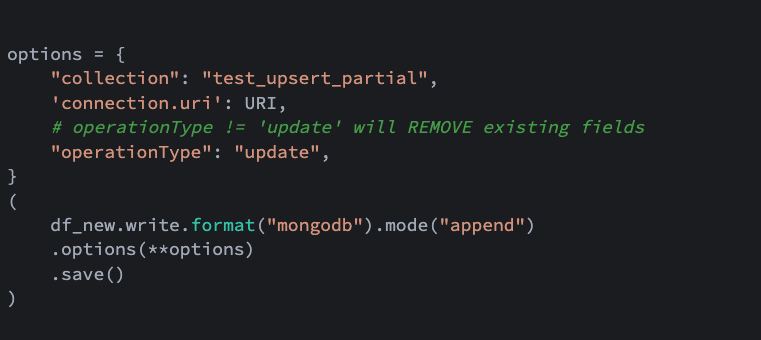 options = {
    "collection": "test_upsert_partial",
    'connection.uri': URI,
    # operationType != 'update' will REMOVE existing fields
    "operationType": "update",
}
(
    df_new.write.format("mongodb").mode("append")
    .options(**options)
    .save()
)